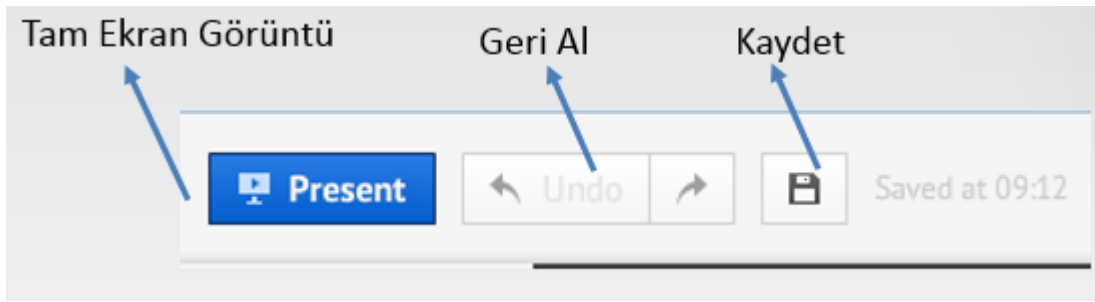 Tam Ekran Görüntü Geri Al Kaydet
Present Undo Saved at 09:12